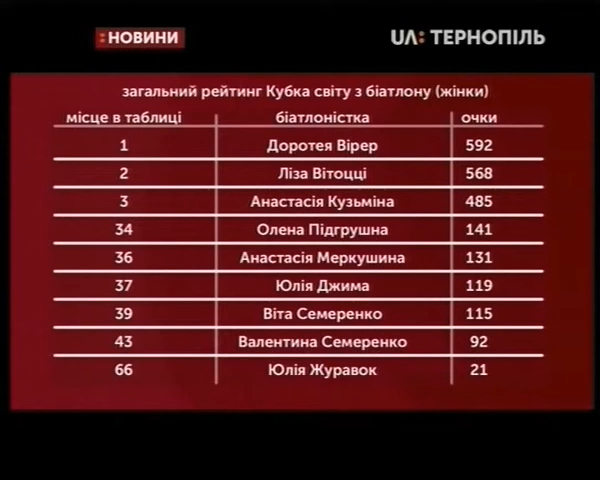 :НОВИНИ
UA: ТЕРНОПІЛЬ
загальний рейтинг Кубка світу з біатлону (жінки)
місце в таблиці біатлоністка очки
1 Доротея Вірер 592
2 Ліза Вітоцці 568
3 Анастасія Кузьміна 485
34 Олена Підгрушна 141
36 Анастасія Меркушина 131
37 Юлія Джима 119
39 Віта Семеренко 115
43 Валентина Семеренко 92
66 Юлія Журавок 21